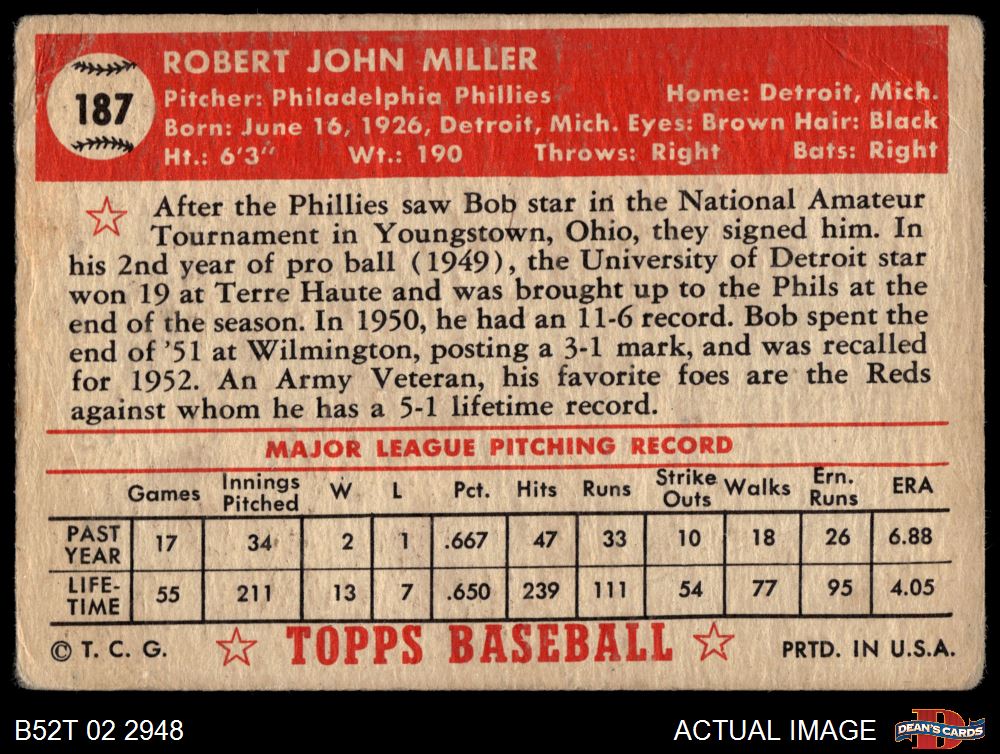 187
ROBERT JOHN MILLER
Pitcher: Philadelphia Phillies Home: Detroit, Mich.
Born: June 16, 1926, Detroit, Mich. Eyes: Brown Hair: Black
Ht.: 6'3" Wt.: 190 Throws: Right Bats: Right
After the Phillies saw Bob star in the National Amateur
Tournament in Youngstown, Ohio, they signed him. In
his 2nd year of pro ball (1949), the University of Detroit star
won 19 at Terre Haute and was brought up to the Phils at the
end of the season. In 1950, he had an 11-6 record. Bob spent the
end of '51 at Wilmington, posting a 3-1 mark, and was recalled
for 1952. An Army Veteran, his favorite foes are the Reds
against whom he has a 5-1 lifetime record.
MAJOR LEAGUE PITCHING RECORD
Games Innings Pitched W L Pct. Hits Runs Strike Outs Walks Ern. Runs ERA
PAST YEAR 17 34 2 1 .667 47 33 10 18 26 6.88
LIFE-TIME 55 211 13 7 .650 239 111 54 77 95 4.05
© T. C. G. TOPPS BASEBALL PRTD. IN U.S.A.
B52T 02 2948 ACTUAL IMAGE DEAN'S CARDS